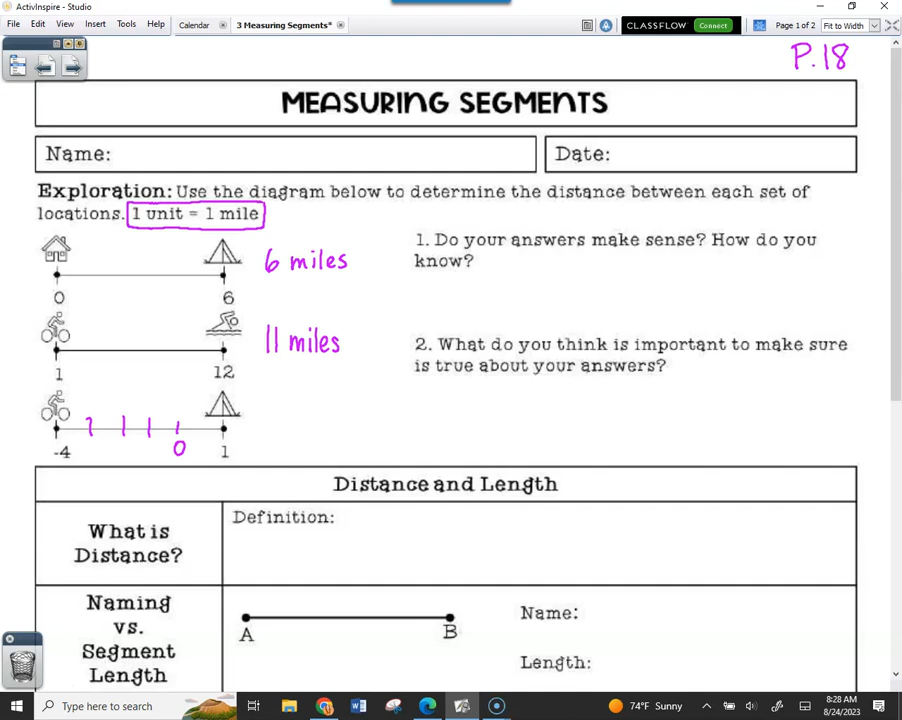 ActivInspire - Studio
File Edit View Insert Tools Help Calendar 3 Measuring Segments* CLASSFLOW Connect Page 1 of 2 Fit to Width
P.18
MEASURING SEGMENTS
Name: Date:
Exploration: Use the diagram below to determine the distance between each set of
locations. 1 unit = 1 mile
6 miles
0 6
11 miles
1 12
0
-4 1
1. Do your answers make sense? How do you
know?
2. What do you think is important to make sure
is true about your answers?
Distance and Length
What is
Distance?
Definition:
Naming
vs.
Segment
Length
A B
Name:
Length:
Type here to search
74°F Sunny
8:28 AM
8/24/2023